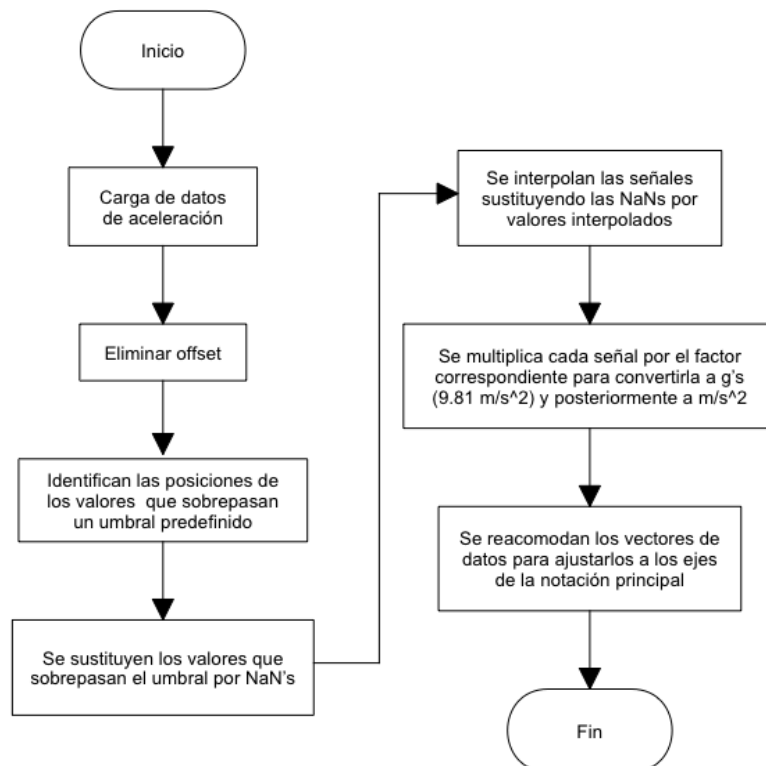 Inicio
Carga de datos
de aceleración
Eliminar offset
Identifican las posiciones de
los valores que sobrepasan
un umbral predefinido
Se sustituyen los valores que
sobrepasan el umbral por NaN's
Se interpolan las señales
sustituyendo las NaNs por
valores interpolados
Se multiplica cada señal por el factor
correspondiente para convertirla a g's
(9.81 m/s^2) y posteriormente a m/s^2
Se reacomodan los vectores de
datos para ajustarlos a los ejes
de la notación principal
Fin